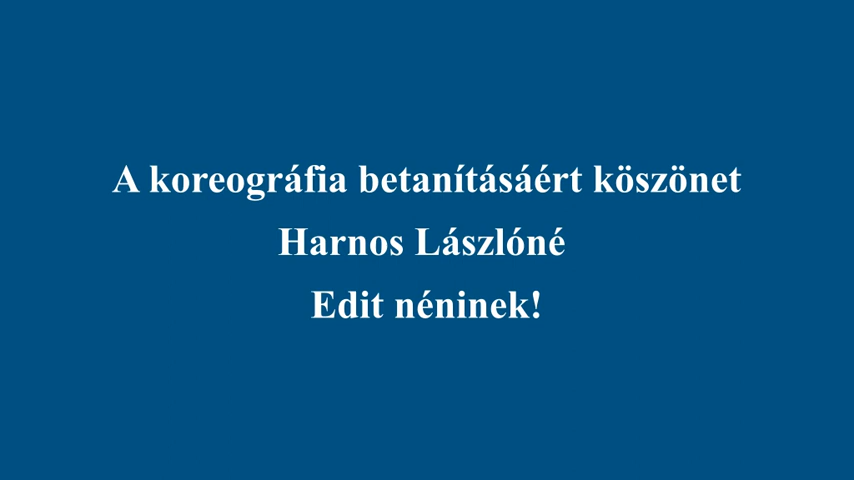 A koreográfia betanításáért köszönet
Harnos Lászlóné
Edit néninek!